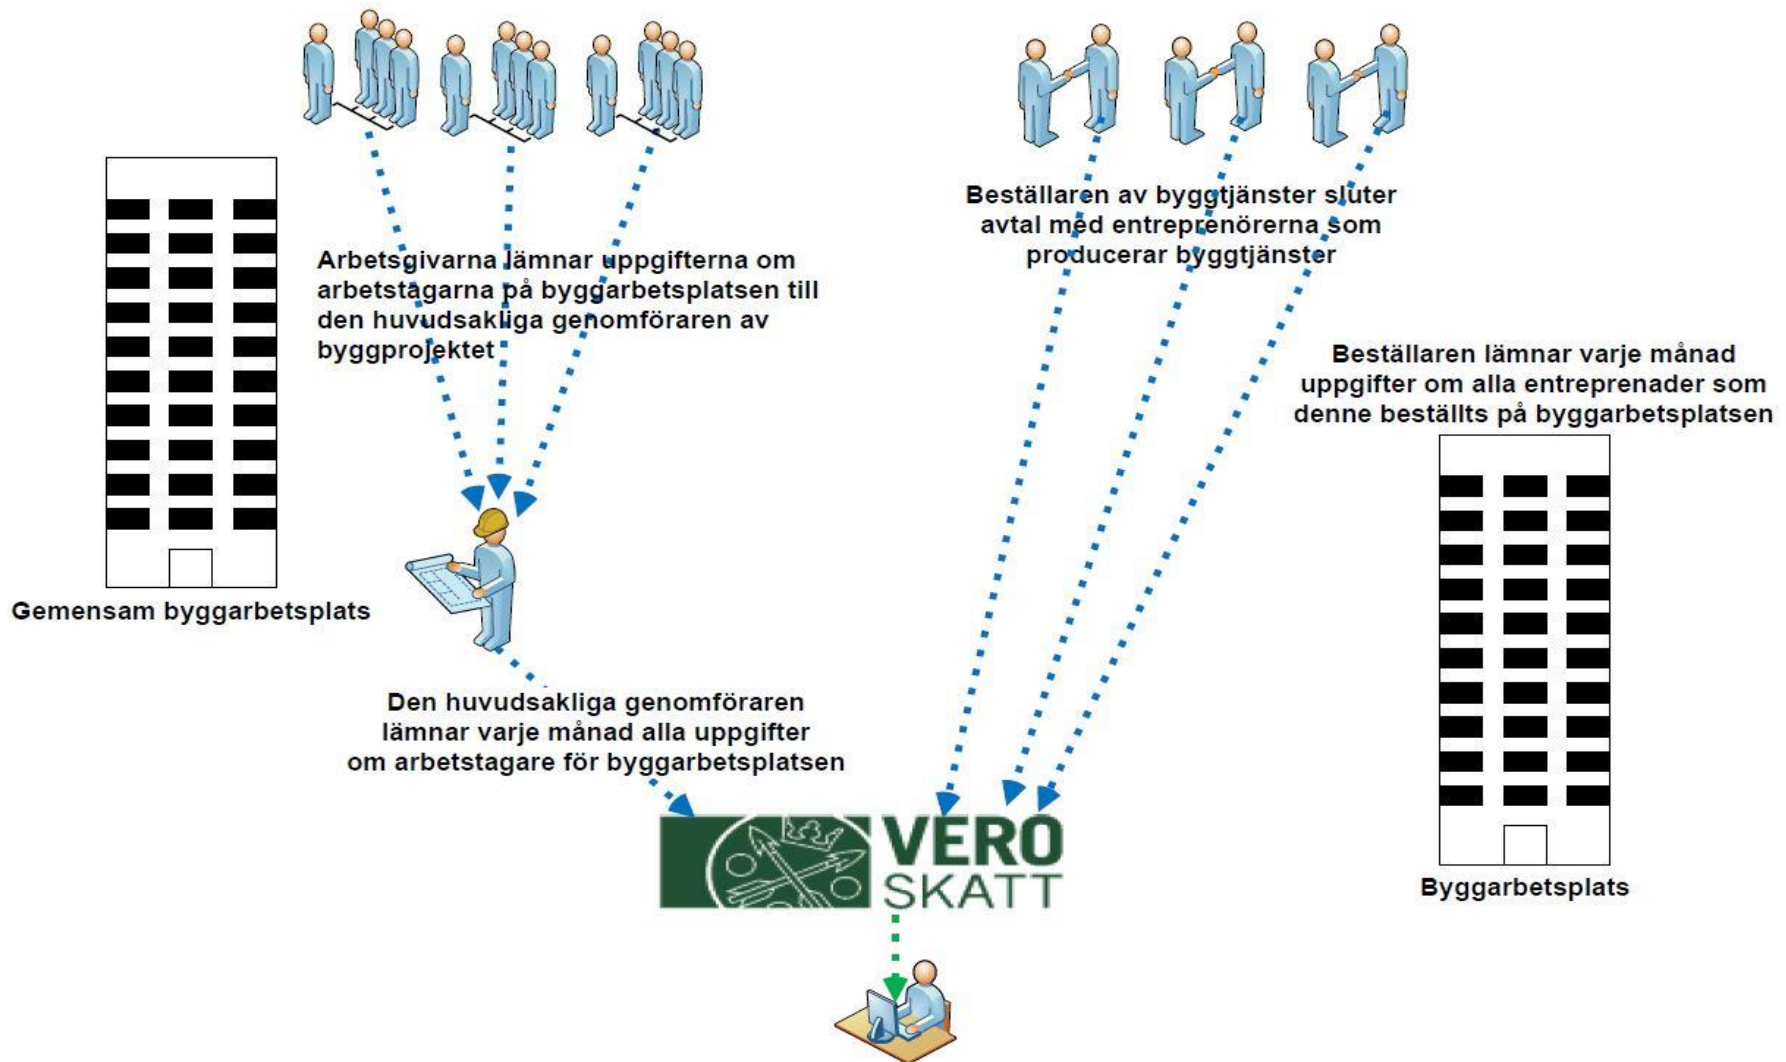 Beställaren av byggtjänster sluter
avtal med entreprenörerna som
producerar byggtjänster
Arbetsgivarna lämnar uppgifterna om
arbetstagarna på byggarbetsplatsen till
den huvudsakliga genomföraren av
byggprojektet
Beställaren lämnar varje månad
uppgifter om alla entreprenader som
denne beställts på byggarbetsplatsen
Gemensam byggarbetsplats
Den huvudsakliga genomföraren
lämnar varje månad alla uppgifter
om arbetstagare för byggarbetsplatsen
VERO
SKATT
Byggarbetsplats